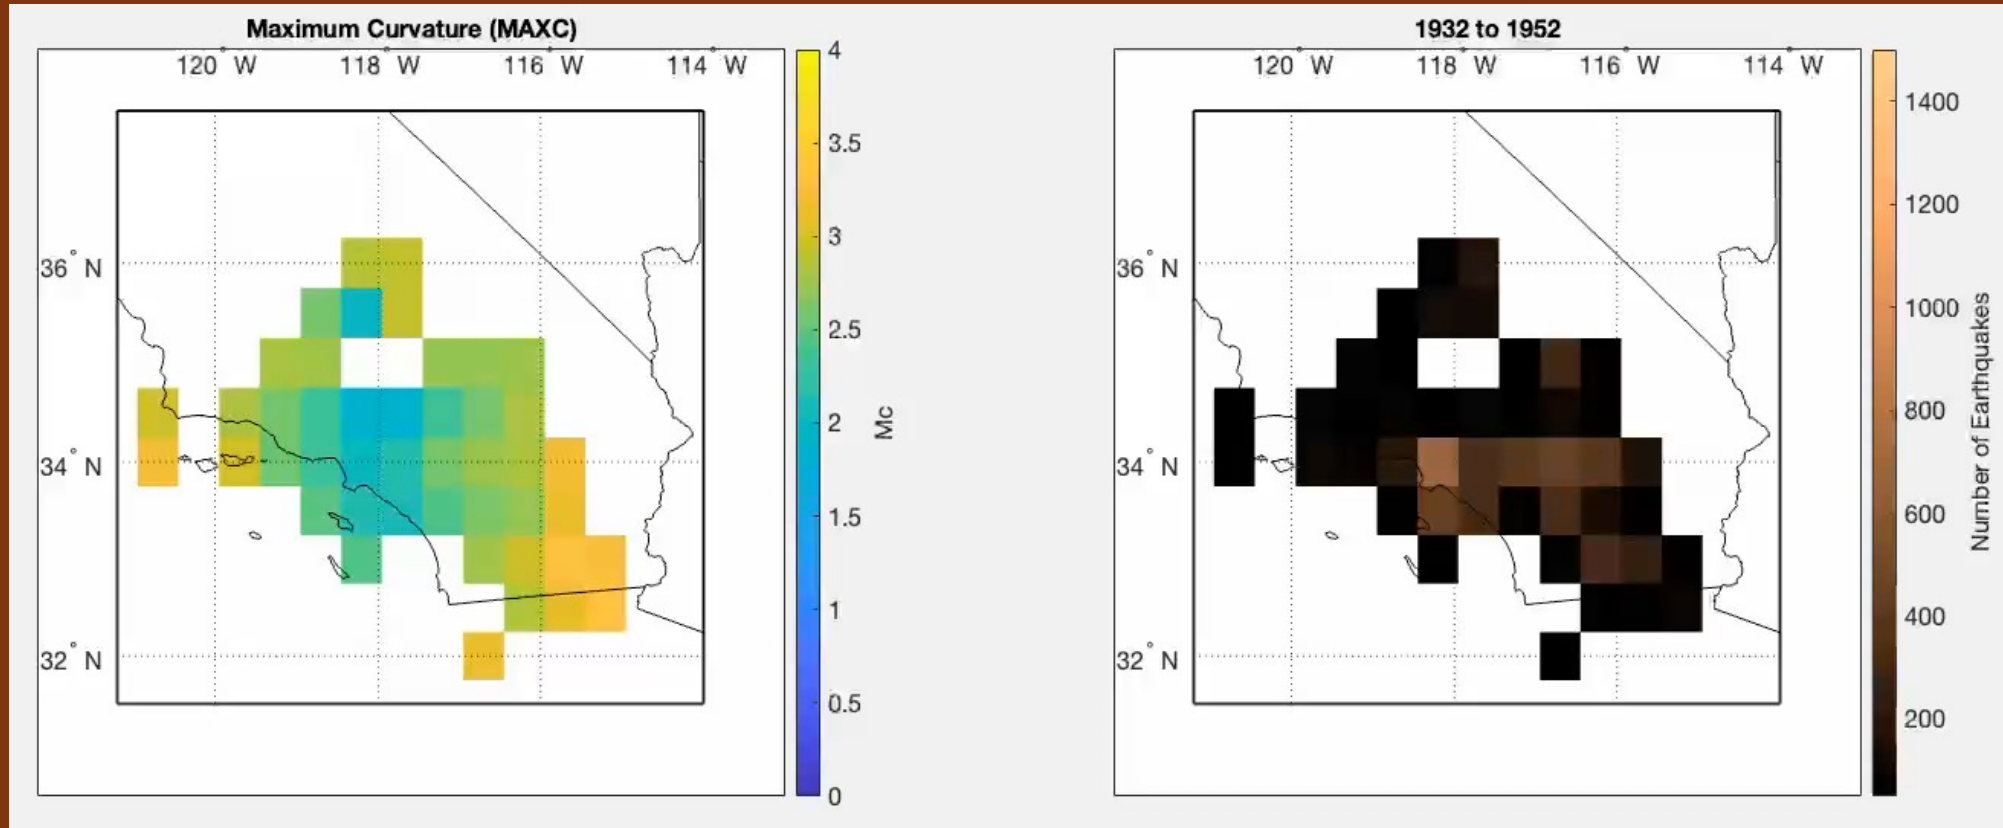 Maximum Curvature (MAXC)
120 W 118 W 116 W 114 W
36° N
34° N
32° N
4
3.5
3
2.5
2
1.5
1
0.5
0
Mc
1932 to 1952
120 W 118 W 116 W 114 W
36° N
34° N
32° N
1400
1200
1000
800
600
400
200
Number of Earthquakes